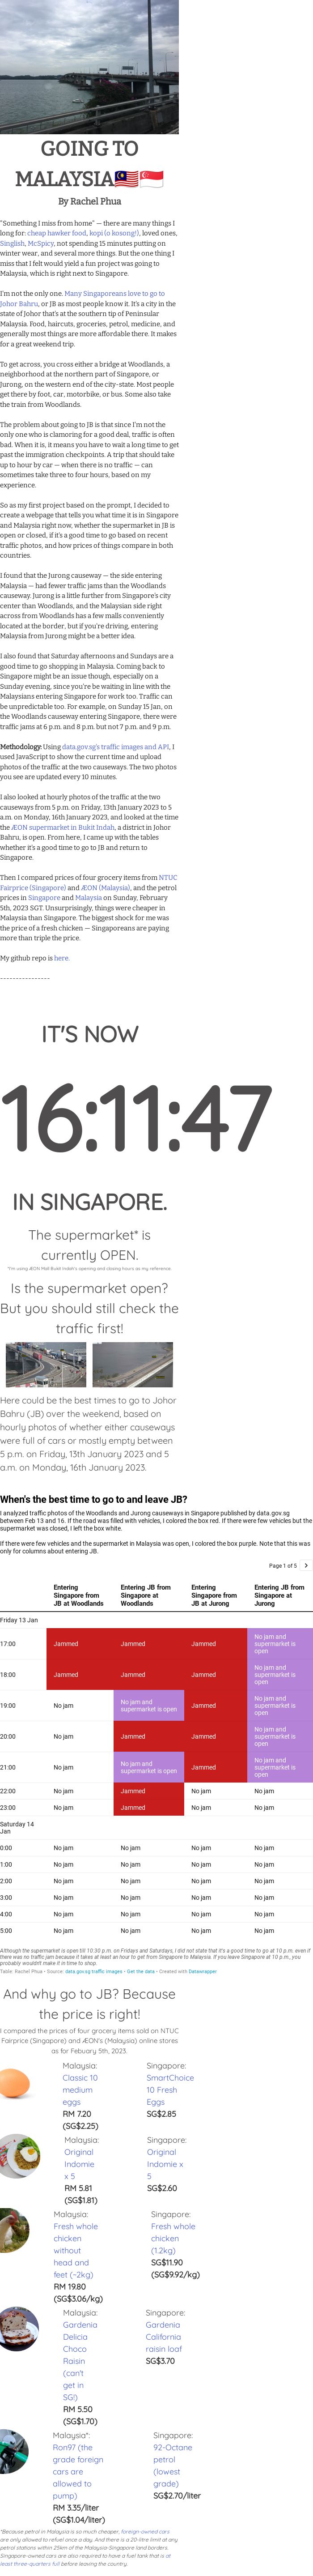 GOING TO
MALAYSIA🇲🇾🇸🇬
By Rachel Phua
"Something I miss from home" — there are many things I
long for: cheap hawker food, kopi (o kosong!), loved ones,
Singlish, McSpicy, not spending 15 minutes putting on
winter wear, and several more things. But the one thing I
miss that I felt would yield a fun project was going to
Malaysia, which is right next to Singapore.
I'm not the only one. Many Singaporeans love to go to
Johor Bahru, or JB as most people know it. It's a city in the
state of Johor that's at the southern tip of Peninsular
Malaysia. Food, haircuts, groceries, petrol, medicine, and
generally most things are more affordable there. It makes
for a great weekend trip.
To get across, you cross either a bridge at Woodlands, a
neighborhood at the northern part of Singapore, or
Jurong, on the western end of the city-state. Most people
get there by foot, car, motorbike, or bus. Some also take
the train from Woodlands.
The problem about going to JB is that since I'm not the
only one who is clamoring for a good deal, traffic is often
bad. When it is, means you have to wait a long time to get
past the immigration checkpoints. A trip that should take
up to hour by car — when there is no traffic — can
sometimes take three to four hours, based on my
experience.
So as my first project based on the prompt, I decided to
create a webpage that tells you what time it is in Singapore
and Malaysia right now, whether the supermarket in JB is
open or closed, if it's a good time to go based on recent
traffic photos, and how prices of things compare in both
countries.
I found that the Jurong causeway — the side entering
Malaysia — had fewer traffic jams than the Woodlands
causeway. Jurong is a little further from Singapore's city
center than Woodlands, and the Malaysian side right
across from Woodlands has a few malls conveniently
located at the border, but if you're driving, entering
Malaysia from Jurong might be a better idea.
I also found that Saturday afternoons and Sundays are a
good time to go shopping in Malaysia. Coming back to
Singapore might be an issue though, especially on a
Sunday evening, since you'd be waiting in line with the
Malaysians entering Singapore for work too. Traffic can
be unpredictable too. For example, on Sunday 15 Jan, on
the Woodlands causeway entering Singapore, there were
traffic jams at 6 p.m. and 8 p.m. but not 7 p.m. and 9 p.m.
Methodology: Using data.gov.sg's traffic images and API, I
used JavaScript to show the current time and upload
photos of the traffic at the two causeways. The two photos
you see are updated every 10 minutes.
I also looked at hourly photos of the traffic at the two
causeways from 5 p.m. on Friday, 13th January 2023 to 5
a.m. on Monday, 16th January 2023, and looked at the time
the ÆON supermarket in Bukit Indah, a district in Johor
Bahru, is open. From here, I came up with the tables
whether it's a good time to go to JB and return to
Singapore.
Then I compared prices of four grocery items from NTUC
Fairprice (Singapore) and ÆON (Malaysia), and the petrol
prices in Singapore and Malaysia on Sunday, February
5th, 2023 SGT. Unsurprisingly, things were cheaper in
Malaysia than Singapore. The biggest shock for me was
the price of a fresh chicken — Singaporeans are paying
more than triple the price.
My github repo is here.
----------------
IT'S NOW
16:11:47
IN SINGAPORE.
The supermarket* is
currently OPEN.
*I'm using ÆON Mall Bukit Indah's opening and closing hours as my reference.
Is the supermarket open?
But you should still check the
traffic first!
Here could be the best times to go to Johor
Bahru (JB) over the weekend, based on
hourly photos of whether either causeways
were full of cars or mostly empty between
5 p.m. on Friday, 13th January 2023 and 5
a.m. on Monday, 16th January 2023.
When's the best time to go to and leave JB?
I analyzed traffic photos of the Woodlands and Jurong causeways in Singapore published by data.gov.sg
between Feb 13 and 16. If the road was filled with vehicles, I colored the box red. If there were few vehicles but the
supermarket was closed, I left the box white.
If there were few vehicles and the supermarket in Malaysia was open, I colored the box purple. Note that this was
only for columns about entering JB.
Page 1 of 5 >
Entering Singapore from JB at Woodlands | Entering JB from Singapore at Woodlands | Entering Singapore from JB at Jurong | Entering JB from Singapore at Jurong
Friday 13 Jan
17:00 Jammed Jammed Jammed No jam and supermarket is open
18:00 Jammed Jammed Jammed No jam and supermarket is open
19:00 No jam No jam and supermarket is open Jammed No jam and supermarket is open
20:00 No jam Jammed Jammed No jam and supermarket is open
21:00 No jam No jam and supermarket is open Jammed No jam and supermarket is open
22:00 No jam Jammed No jam No jam
23:00 No jam Jammed No jam No jam
Saturday 14 Jan
0:00 No jam No jam No jam No jam
1:00 No jam No jam No jam No jam
2:00 No jam No jam No jam No jam
3:00 No jam No jam No jam No jam
4:00 No jam No jam No jam No jam
5:00 No jam No jam No jam No jam
Although the supermarket is open till 10.30 p.m. on Fridays and Saturdays, I did not state that it's a good time to go at 10 p.m. even if
there was no traffic jam because it takes at least an hour to get from Singapore to Malaysia. If you leave Singapore at 10 p.m., you
probably wouldn't make it in time to shop.
Table: Rachel Phua • Source: data.gov.sg traffic images • Get the data • Created with Datawrapper
And why go to JB? Because
the price is right!
I compared the prices of four grocery items sold on NTUC
Fairprice (Singapore) and ÆON's (Malaysia) online stores
as for Febuary 5th, 2023.
Malaysia:
Classic 10
medium
eggs
RM 7.20
(SG$2.25)
Singapore:
SmartChoice
10 Fresh
Eggs
SG$2.85
Malaysia:
Original
Indomie
x 5
RM 5.81
(SG$1.81)
Singapore:
Original
Indomie x
5
SG$2.60
Malaysia:
Fresh whole
chicken
without
head and
feet (~2kg)
RM 19.80
(SG$3.06/kg)
Singapore:
Fresh whole
chicken
(1.2kg)
SG$11.90
(SG$9.92/kg)
Malaysia:
Gardenia
Delicia
Choco
Raisin
(can't
get in
SG!)
RM 5.50
(SG$1.70)
Singapore:
Gardenia
California
raisin loaf
SG$3.70
Malaysia*:
Ron97 (the
grade foreign
cars are
allowed to
pump)
RM 3.35/liter
(SG$1.04/liter)
Singapore:
92-Octane
petrol
(lowest
grade)
SG$2.70/liter
*Because petrol in Malaysia is so much cheaper, foreign-owned cars
are only allowed to refuel once a day. And there is a 20-litre limit at any
petrol stations within 25km of the Malaysia-Singapore land borders.
Singapore-owned cars are also required to have a fuel tank that is at
least three-quarters full before leaving the country.